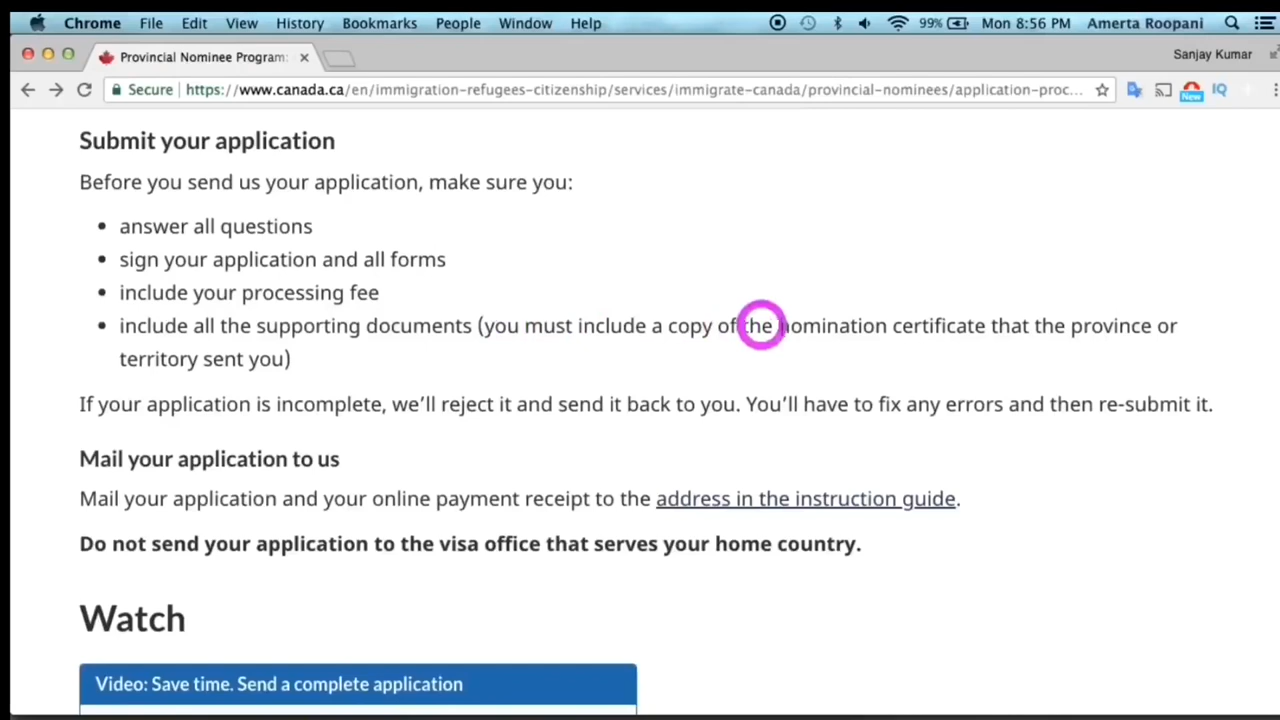 Chrome File Edit View History Bookmarks People Window Help 99% Mon 8:56 PM Amerta Roopani
Provincial Nominee Program: Sanjay Kumar
Secure https://www.canada.ca/en/immigration-refugees-citizenship/services/immigrate-canada/provincial-nominees/application-proc... New IQ
Submit your application
Before you send us your application, make sure you:
• answer all questions
• sign your application and all forms
• include your processing fee
• include all the supporting documents (you must include a copy of the nomination certificate that the province or
territory sent you)
If your application is incomplete, we’ll reject it and send it back to you. You’ll have to fix any errors and then re-submit it.
Mail your application to us
Mail your application and your online payment receipt to the address in the instruction guide.
Do not send your application to the visa office that serves your home country.
Watch
Video: Save time. Send a complete application